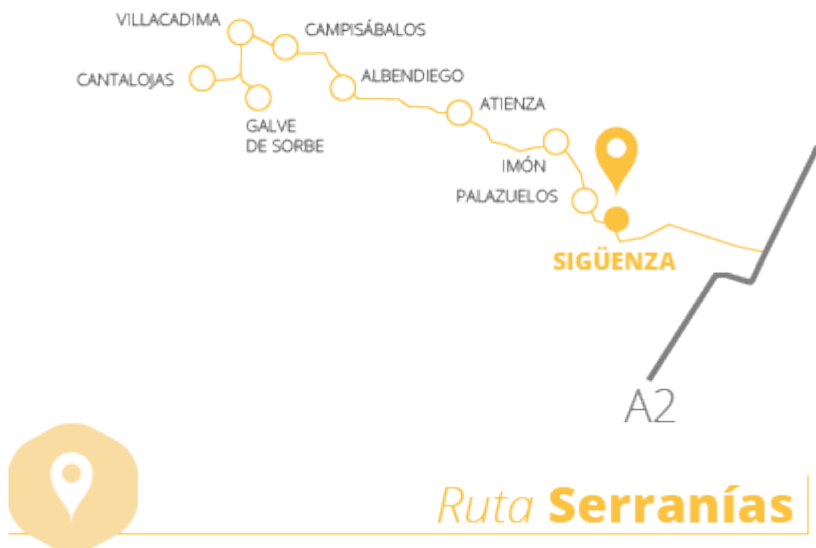 VILLACADIMA
CAMPISÁBALOS
CANTALOJAS
ALBENDIEGO
GALVE
DE SORBE
ATIENZA
IMÓN
PALAZUELOS
SIGÜENZA
A2
Ruta Serranías